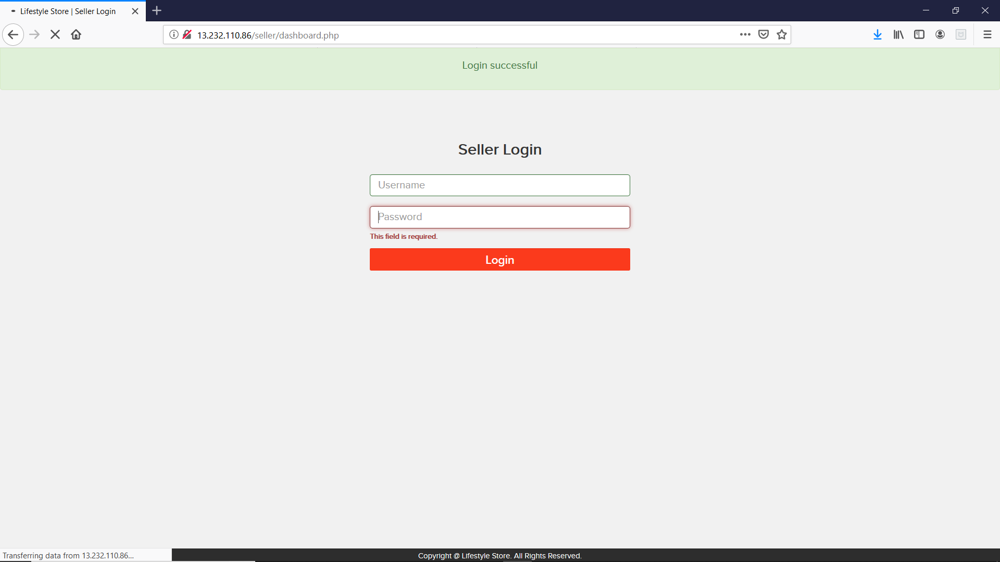 Lifestyle Store | Seller Login
13.232.110.86/seller/dashboard.php
Login successful
Seller Login
Username
Password
This field is required.
Login
Transferring data from 13.232.110.86...
Copyright @ Lifestyle Store. All Rights Reserved.